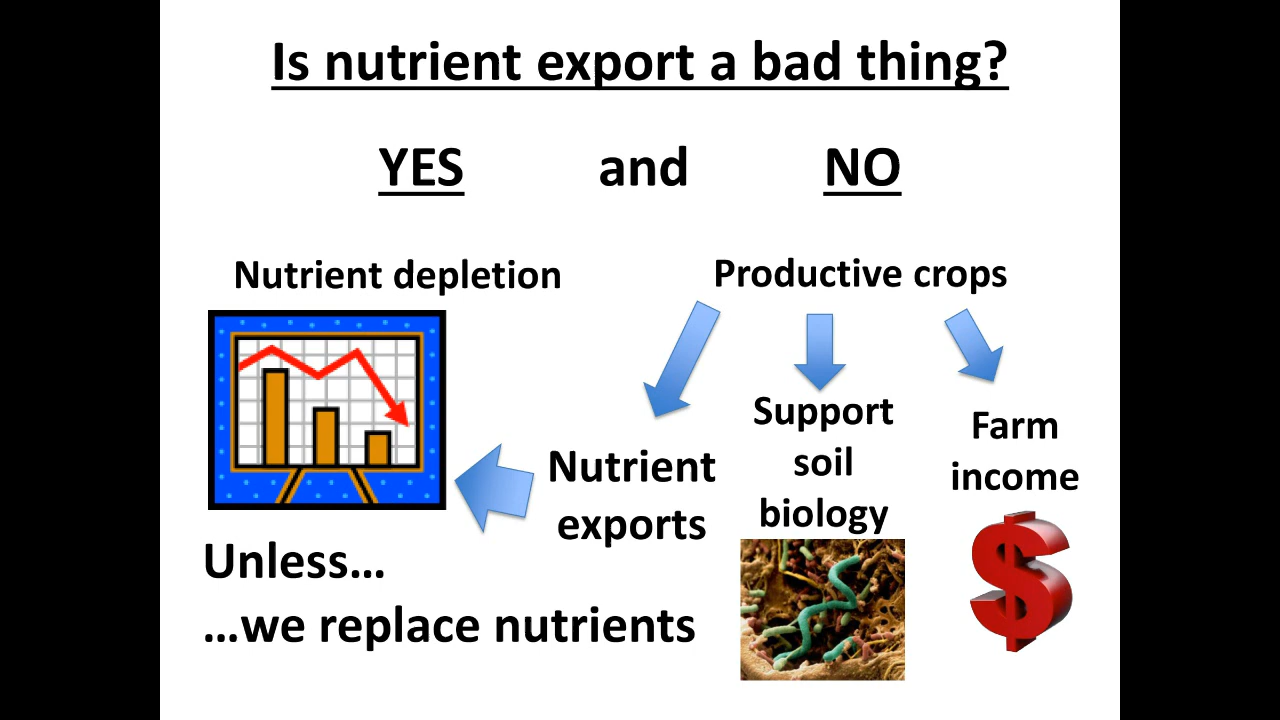 Is nutrient export a bad thing?
YES and NO
Nutrient depletion
Productive crops
Nutrient
exports
Support
soil
biology
Farm
income
$
Unless…
…we replace nutrients